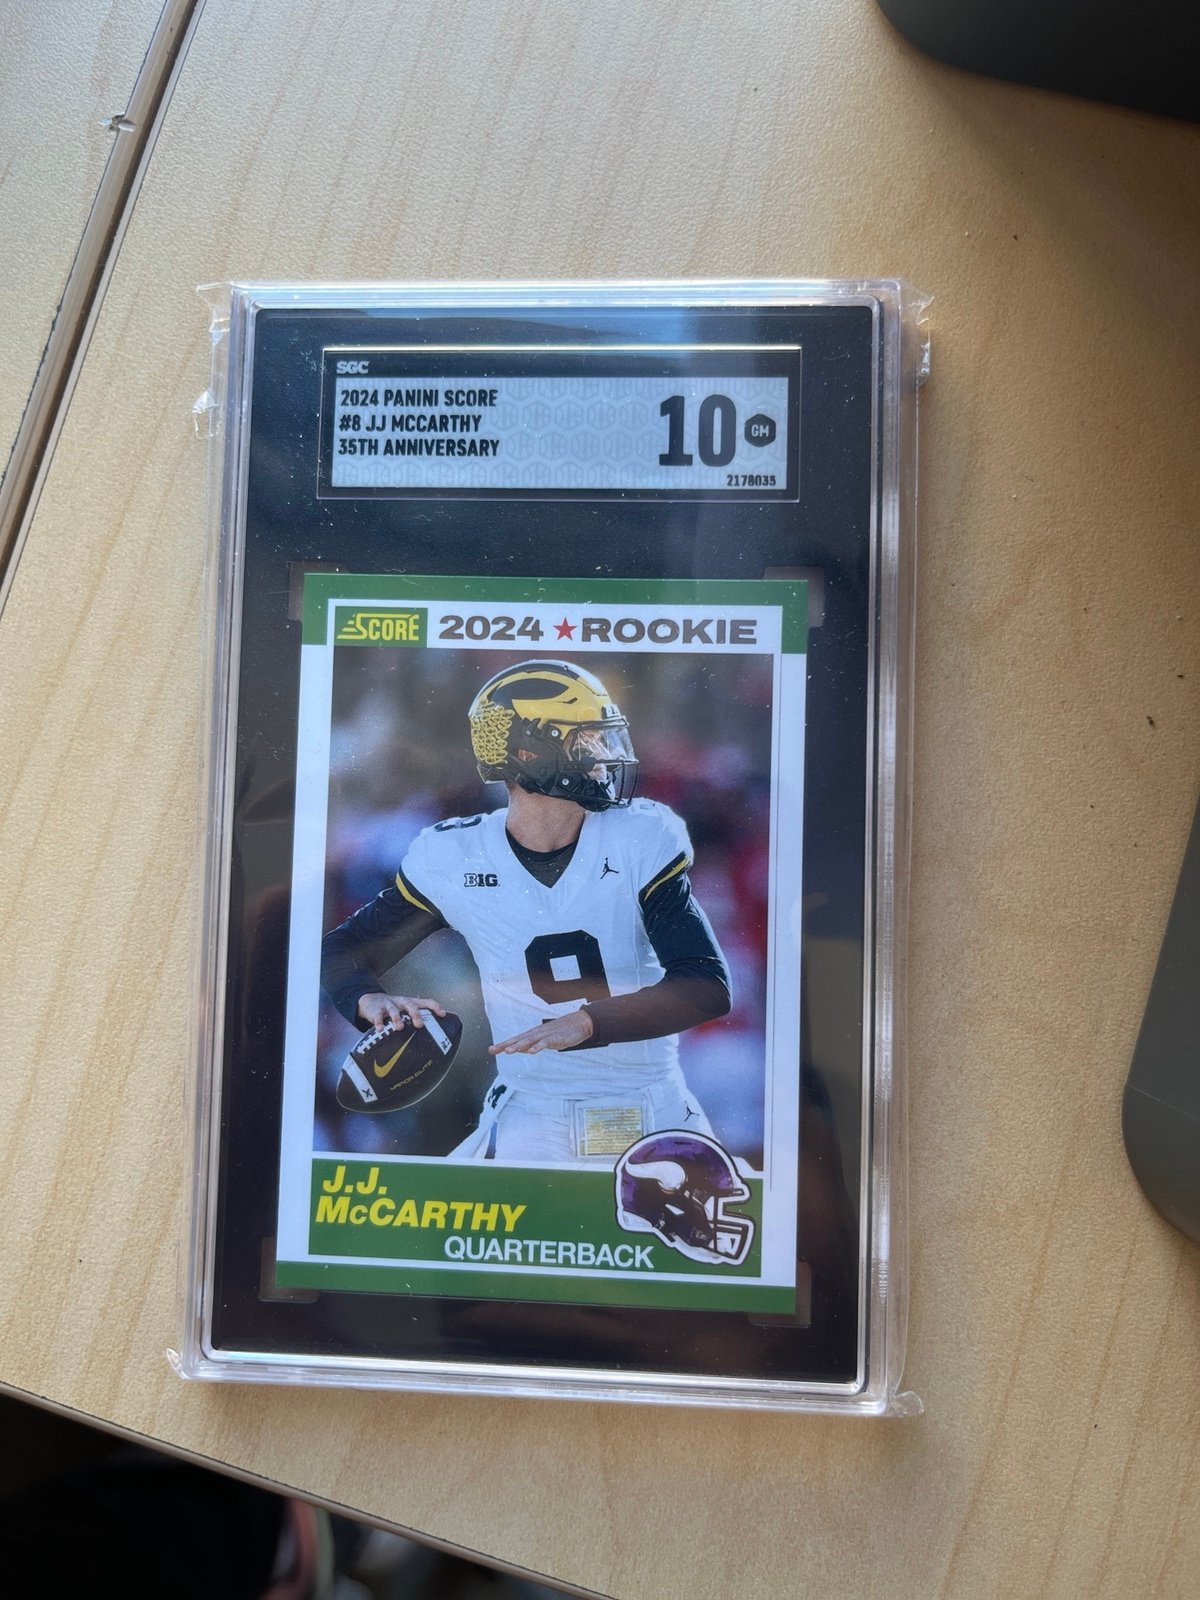 SGC
2024 PANINI SCORE
#8 JJ MCCARTHY
35TH ANNIVERSARY
10 GM
2178035
SCORE 2024 ★ ROOKIE
9
BIG
9
J.J.
McCARTHY
QUARTERBACK